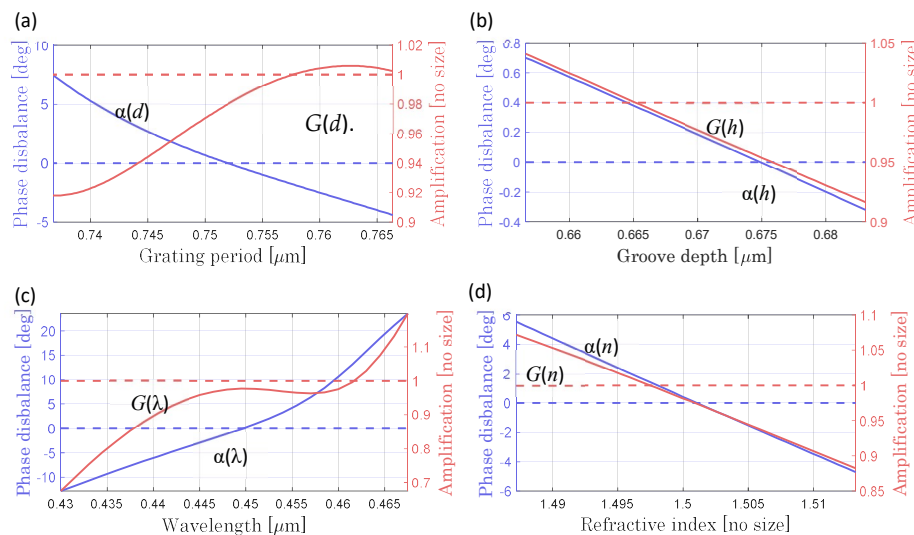 (a)
Phase disbalance [deg]
10
5
0
-5
α(d)
G(d).
1.02
1
0.98
0.96
0.94
0.92
0.9
Amplification [no size]
0.74 0.745 0.75 0.755 0.76 0.765
Grating period [μm]
(b)
Phase disbalance [deg]
0.8
0.6
0.4
0.2
0
-0.2
-0.4
G(h)
α(h)
1.05
1
0.95
0.9
Amplification [no size]
0.66 0.665 0.67 0.675 0.68
Groove depth [μm]
(c)
Phase disbalance [deg]
20
15
10
5
0
-5
-10
G(λ)
α(λ)
1.1
1
0.9
0.8
0.7
Amplification [no size]
0.43 0.435 0.44 0.445 0.45 0.455 0.46 0.465
Wavelength [μm]
(d)
Phase disbalance [deg]
6
4
2
0
-2
-4
-6
α(n)
G(n)
1.1
1.05
1
0.95
0.9
0.85
Amplification [no size]
1.49 1.495 1.5 1.505 1.51
Refractive index [no size]